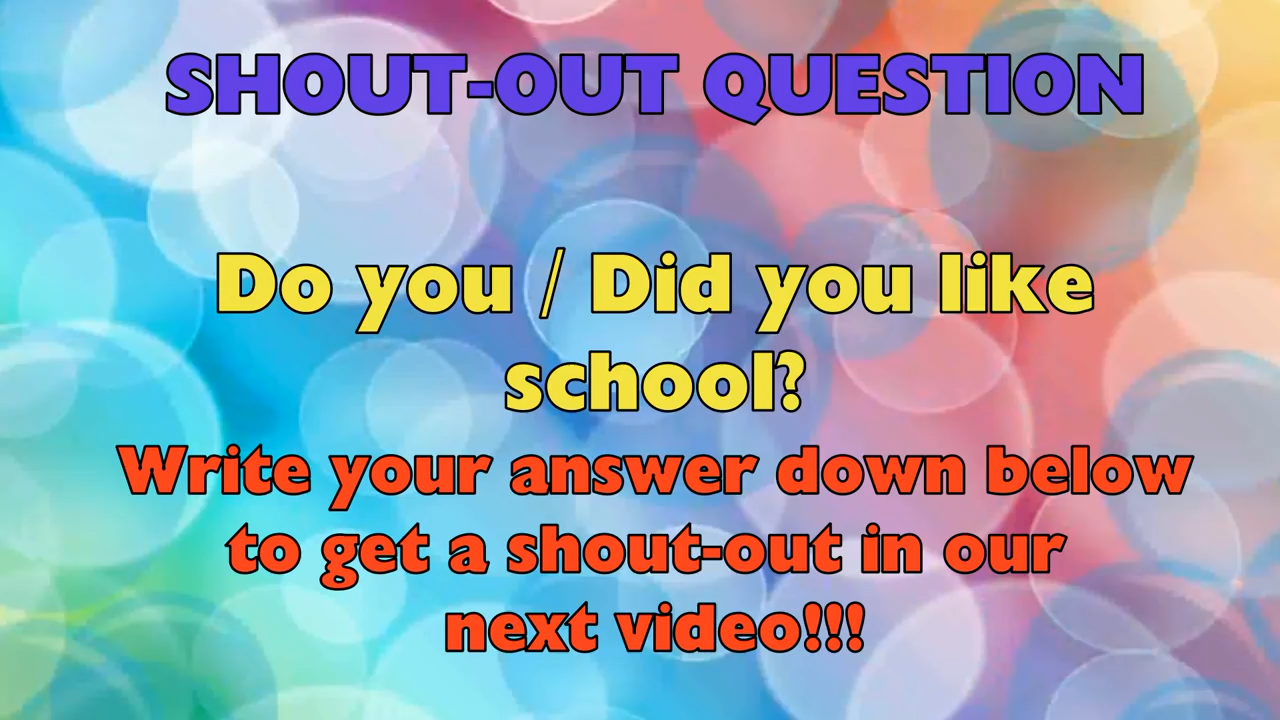 SHOUT-OUT QUESTION
Do you / Did you like
school?
Write your answer down below
to get a shout-out in our
next video!!!